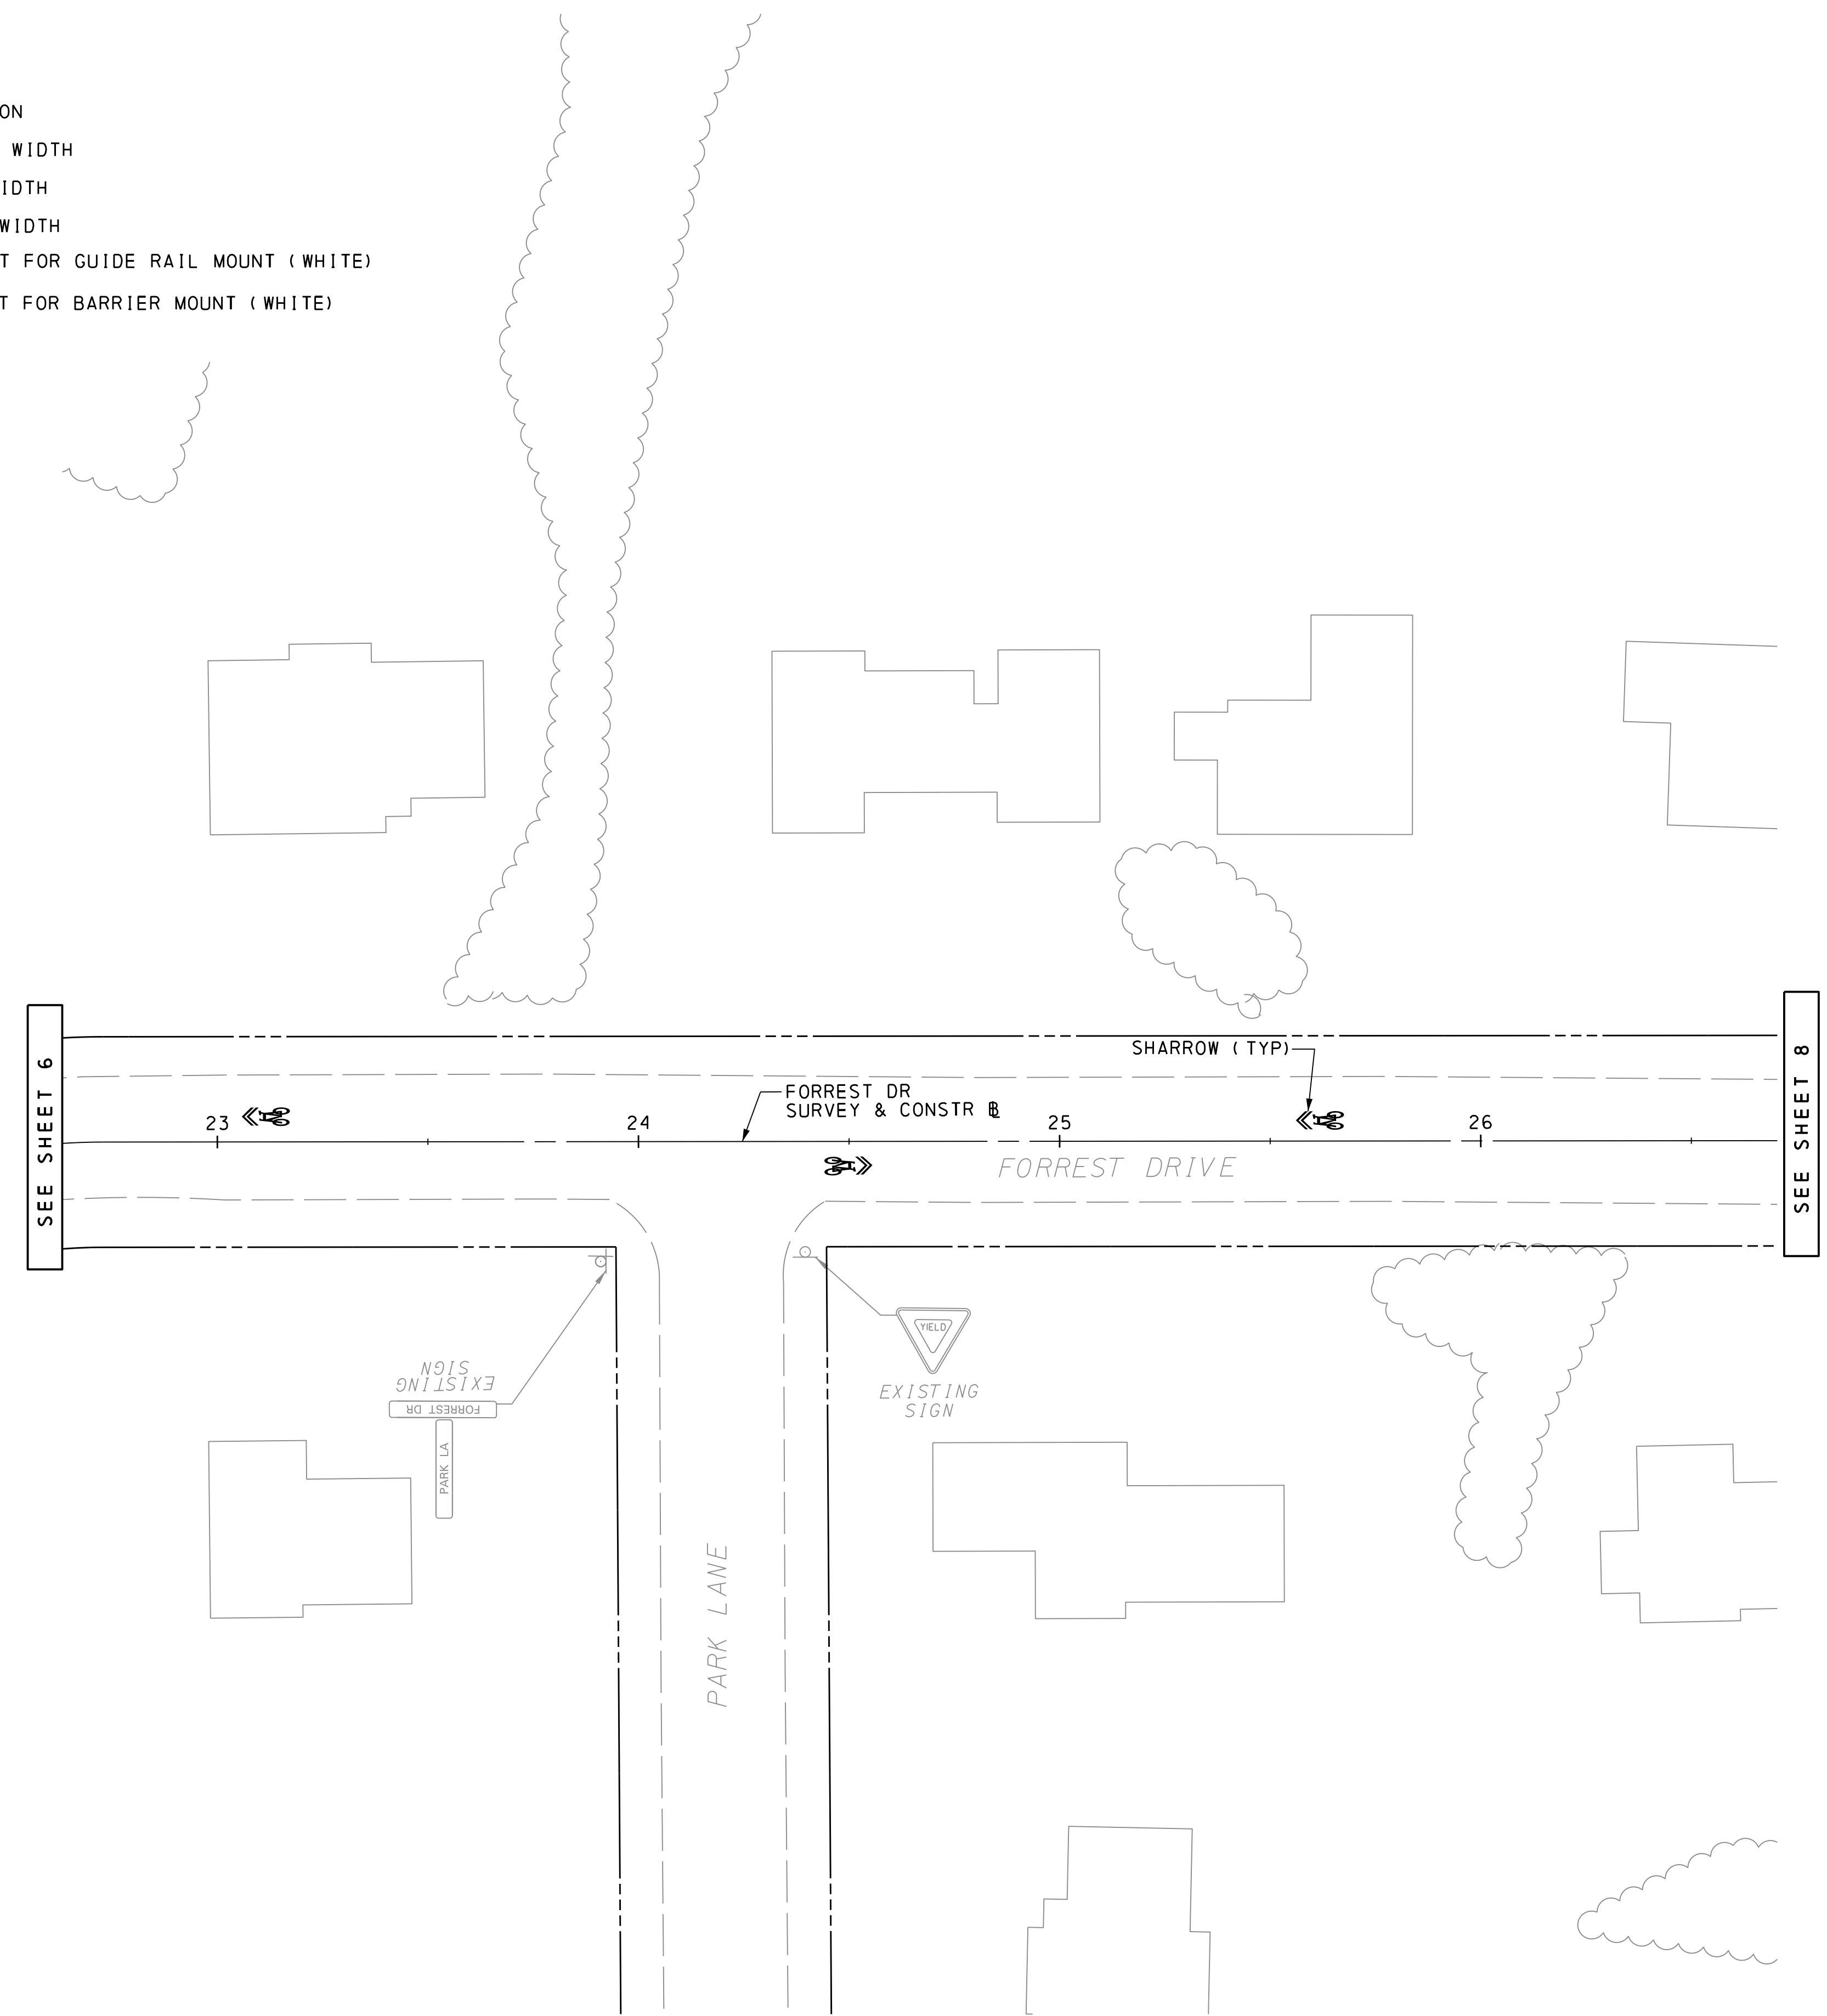 ON
WIDTH
IDTH
WIDTH
T FOR GUIDE RAIL MOUNT (WHITE)
T FOR BARRIER MOUNT (WHITE)
SEE SHEET 6
SEE SHEET 8
SHARROW (TYP)
FORREST DR
SURVEY & CONSTR BL
23
24
25
26
FORREST DRIVE
YIELD
EXISTING
SIGN
EXISTING
SIGN
FORREST DR
PARK LA
PARK LANE